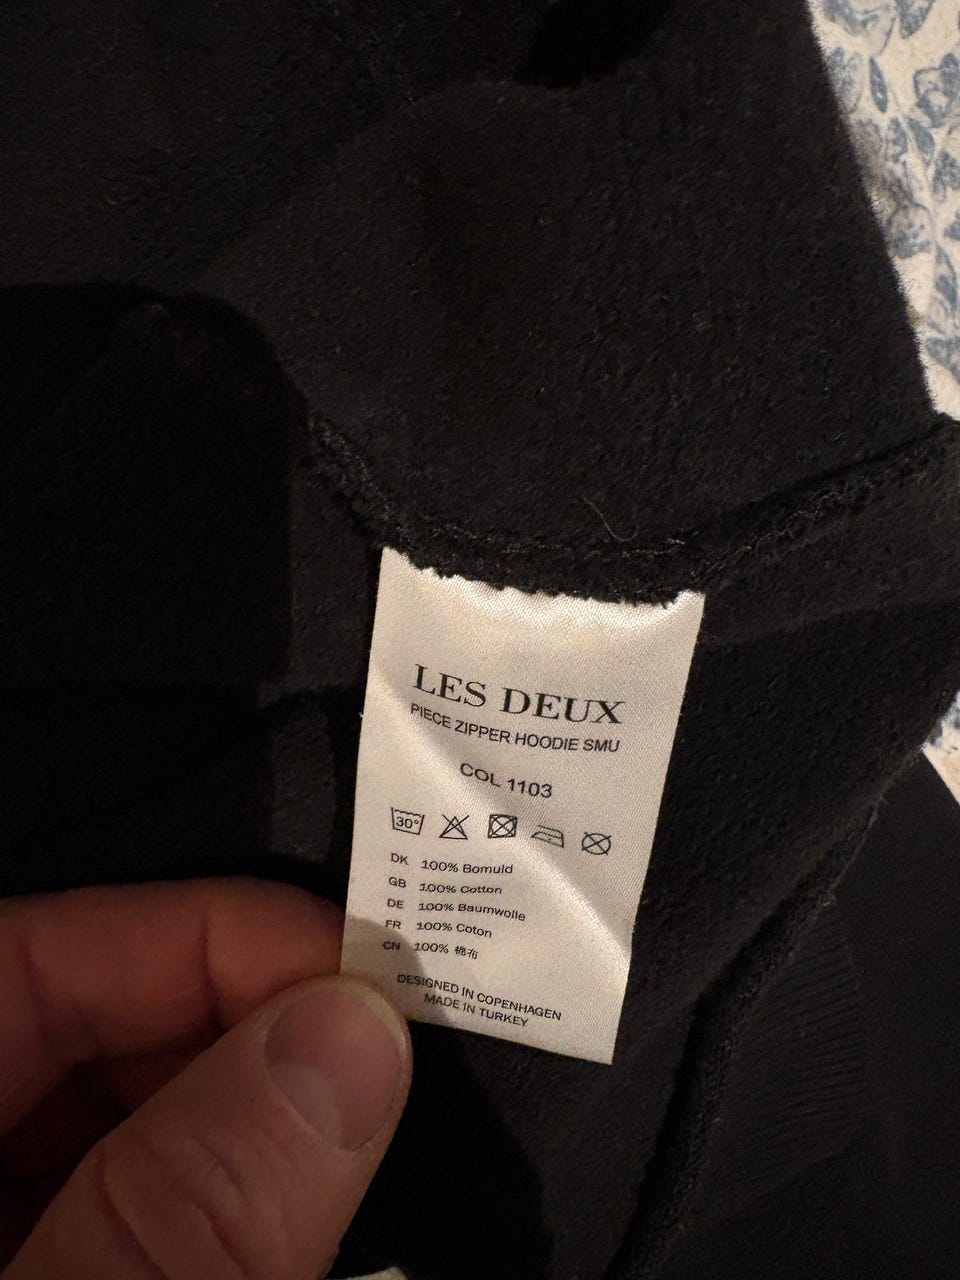 LES DEUX
PIECE ZIPPER HOODIE SMU
COL 1103
30°
DK 100% Bomuld
GB 100% Cotton
DE 100% Baumwolle
FR 100% Coton
CN 100% 棉布
DESIGNED IN COPENHAGEN
MADE IN TURKEY